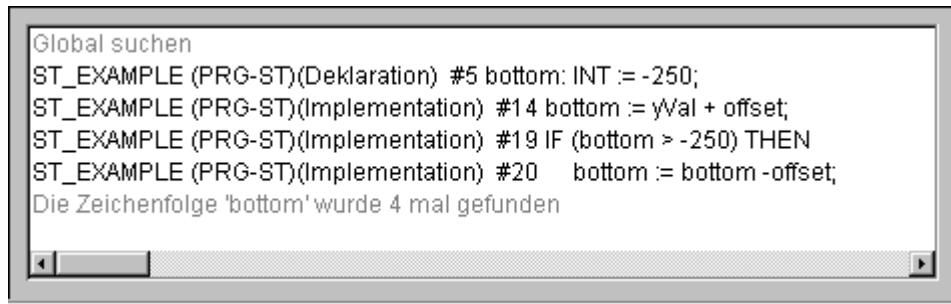 Global suchen
ST_EXAMPLE (PRG-ST)(Deklaration)  #5 bottom: INT := -250;
ST_EXAMPLE (PRG-ST)(Implementation)  #14 bottom := yVal + offset;
ST_EXAMPLE (PRG-ST)(Implementation)  #19 IF (bottom > -250) THEN
ST_EXAMPLE (PRG-ST)(Implementation)  #20     bottom := bottom -offset;
Die Zeichenfolge 'bottom' wurde 4 mal gefunden